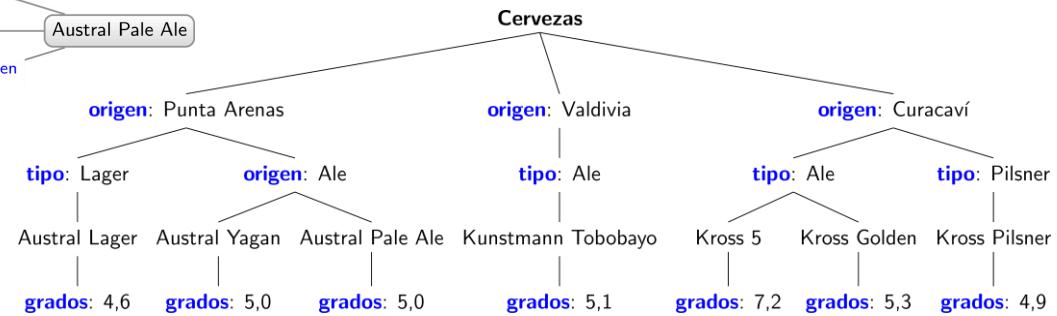 Cervezas
Austral Pale Ale
en
origen: Punta Arenas origen: Valdivia origen: Curacaví
tipo: Lager origen: Ale tipo: Ale tipo: Ale tipo: Pilsner
Austral Lager Austral Yagan Austral Pale Ale Kunstmann Tobobayo Kross 5 Kross Golden Kross Pilsner
grados: 4,6 grados: 5,0 grados: 5,0 grados: 5,1 grados: 7,2 grados: 5,3 grados: 4,9